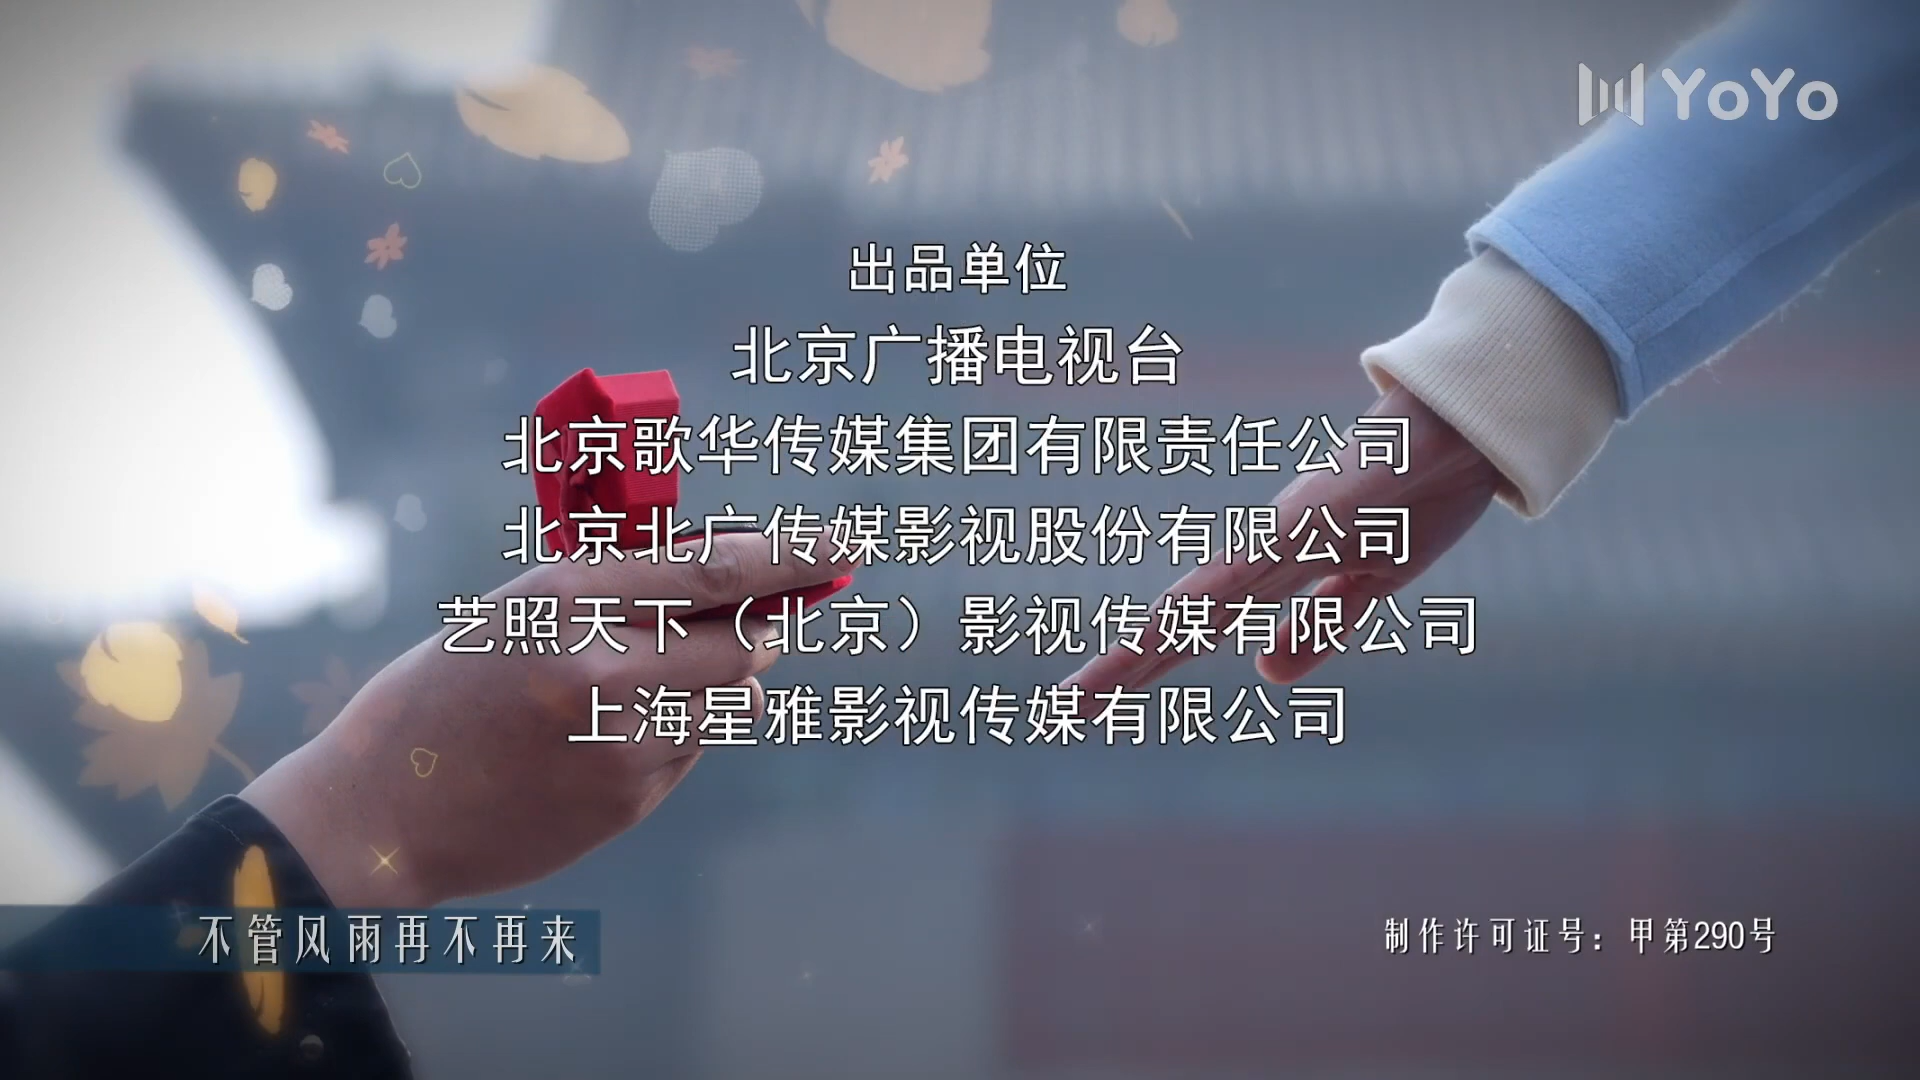 YoYo
出品单位
北京广播电视台
北京歌华传媒集团有限责任公司
北京北广传媒影视股份有限公司
艺照天下（北京）影视传媒有限公司
上海星雅影视传媒有限公司
不管风雨再不再来
制作许可证号：甲第290号